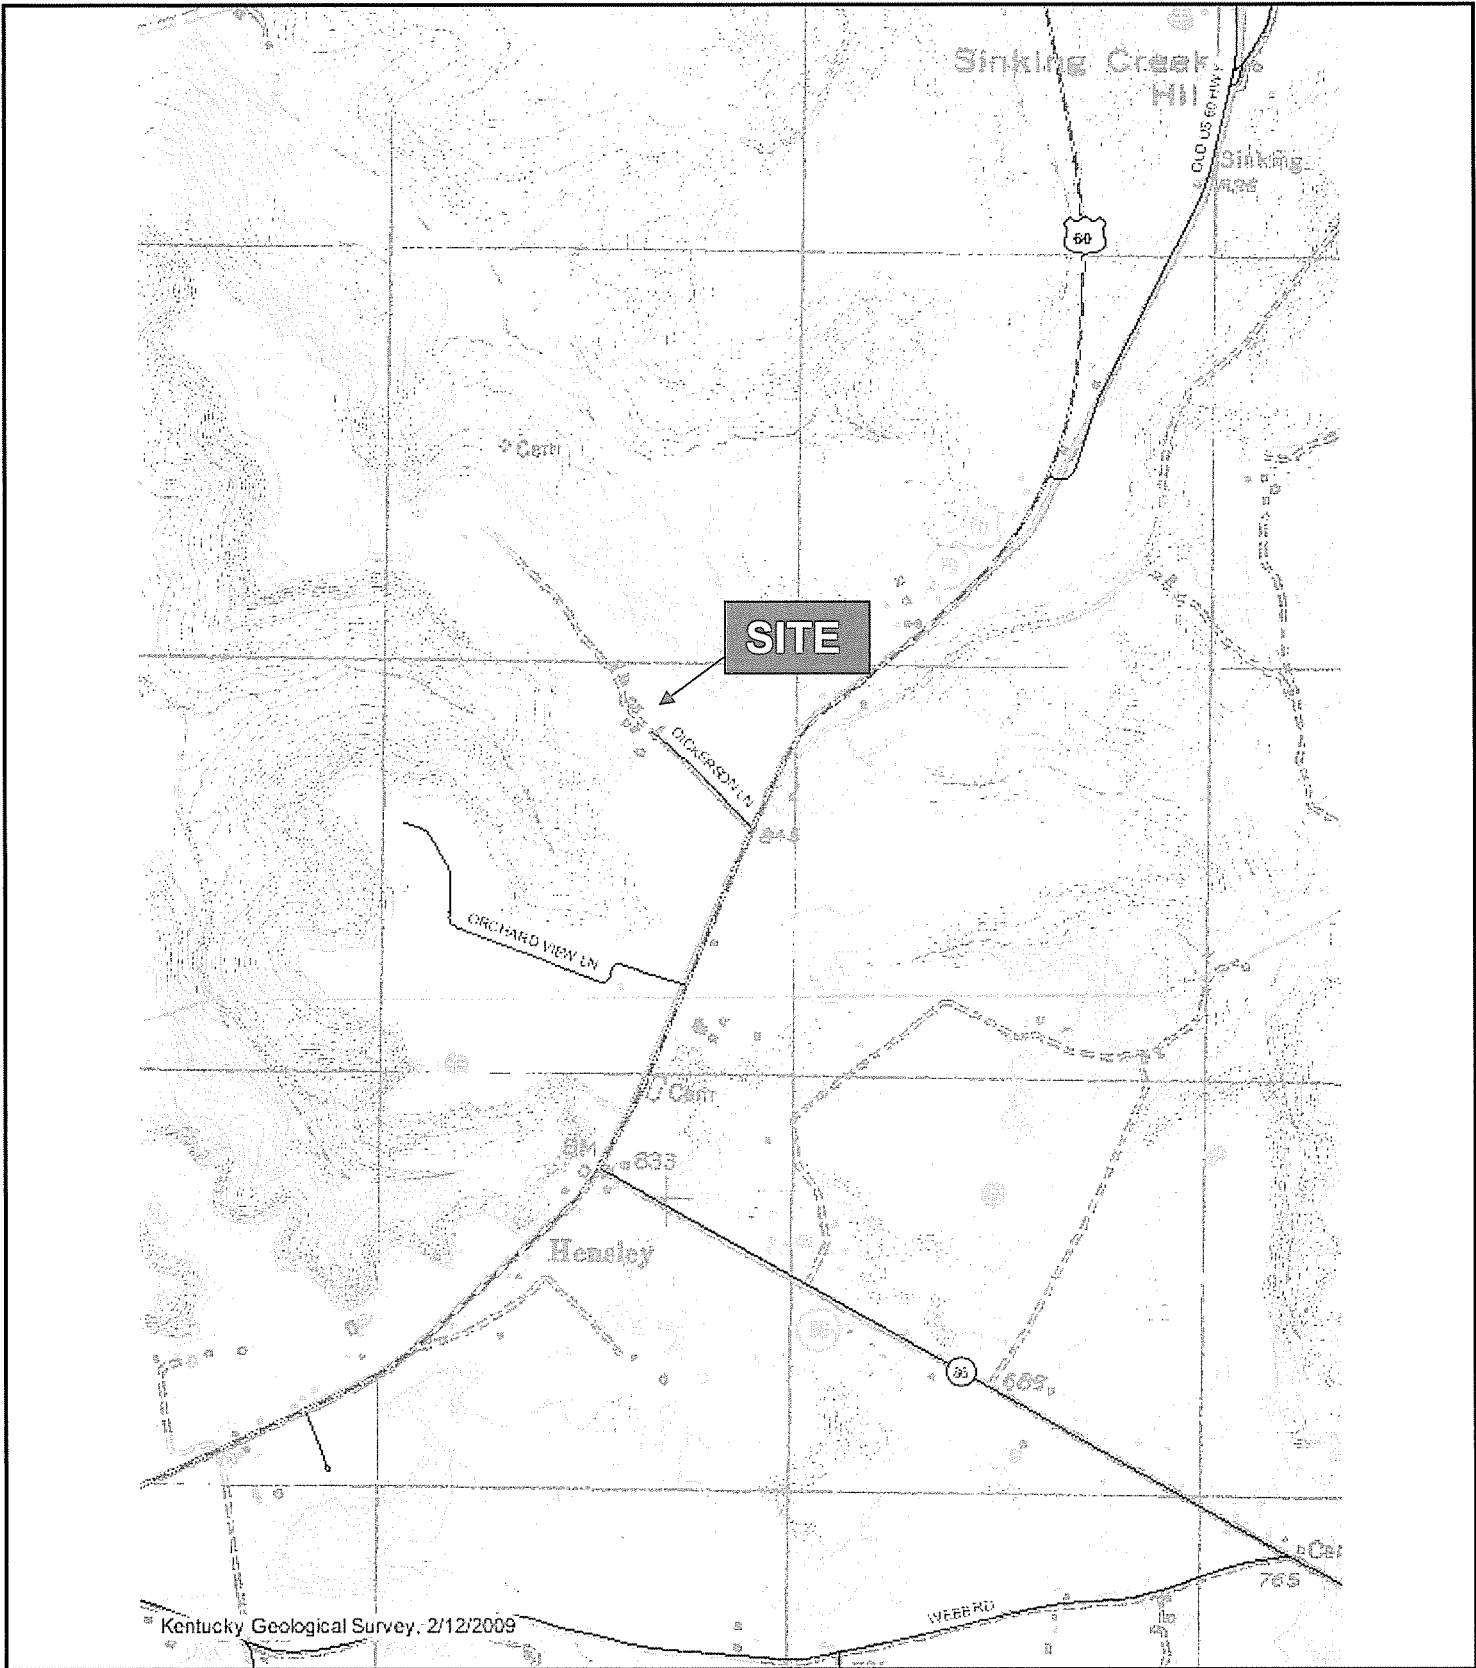 Sinking Creek
Hill
OLD US 60 HWY
Sinking
60
Cem
SITE
DICKERSON LN
ORCHARD VIEW LN
Cem
BM
833
Hensley
86
689
765
WEBB RD
Kentucky Geological Survey, 2/12/2009